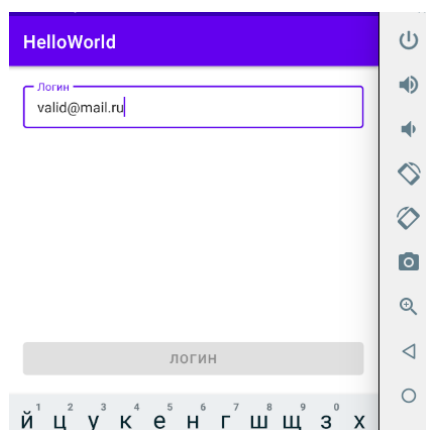 HelloWorld
Логин
valid@mail.ru
ЛОГИН
1 2 3 4 5 6 7 8 9 0
й ц у к е н г ш щ з х